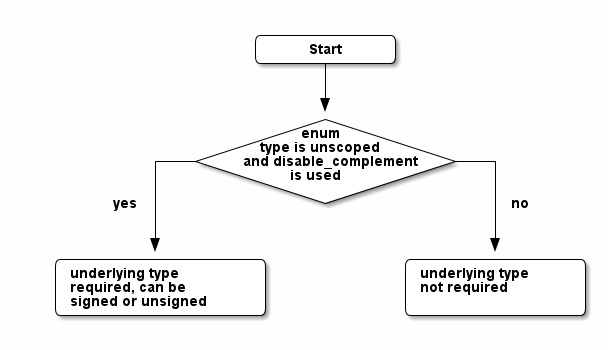 Start
enum
type is unscoped
and disable_complement
is used
yes
no
underlying type
required, can be
signed or unsigned
underlying type
not required